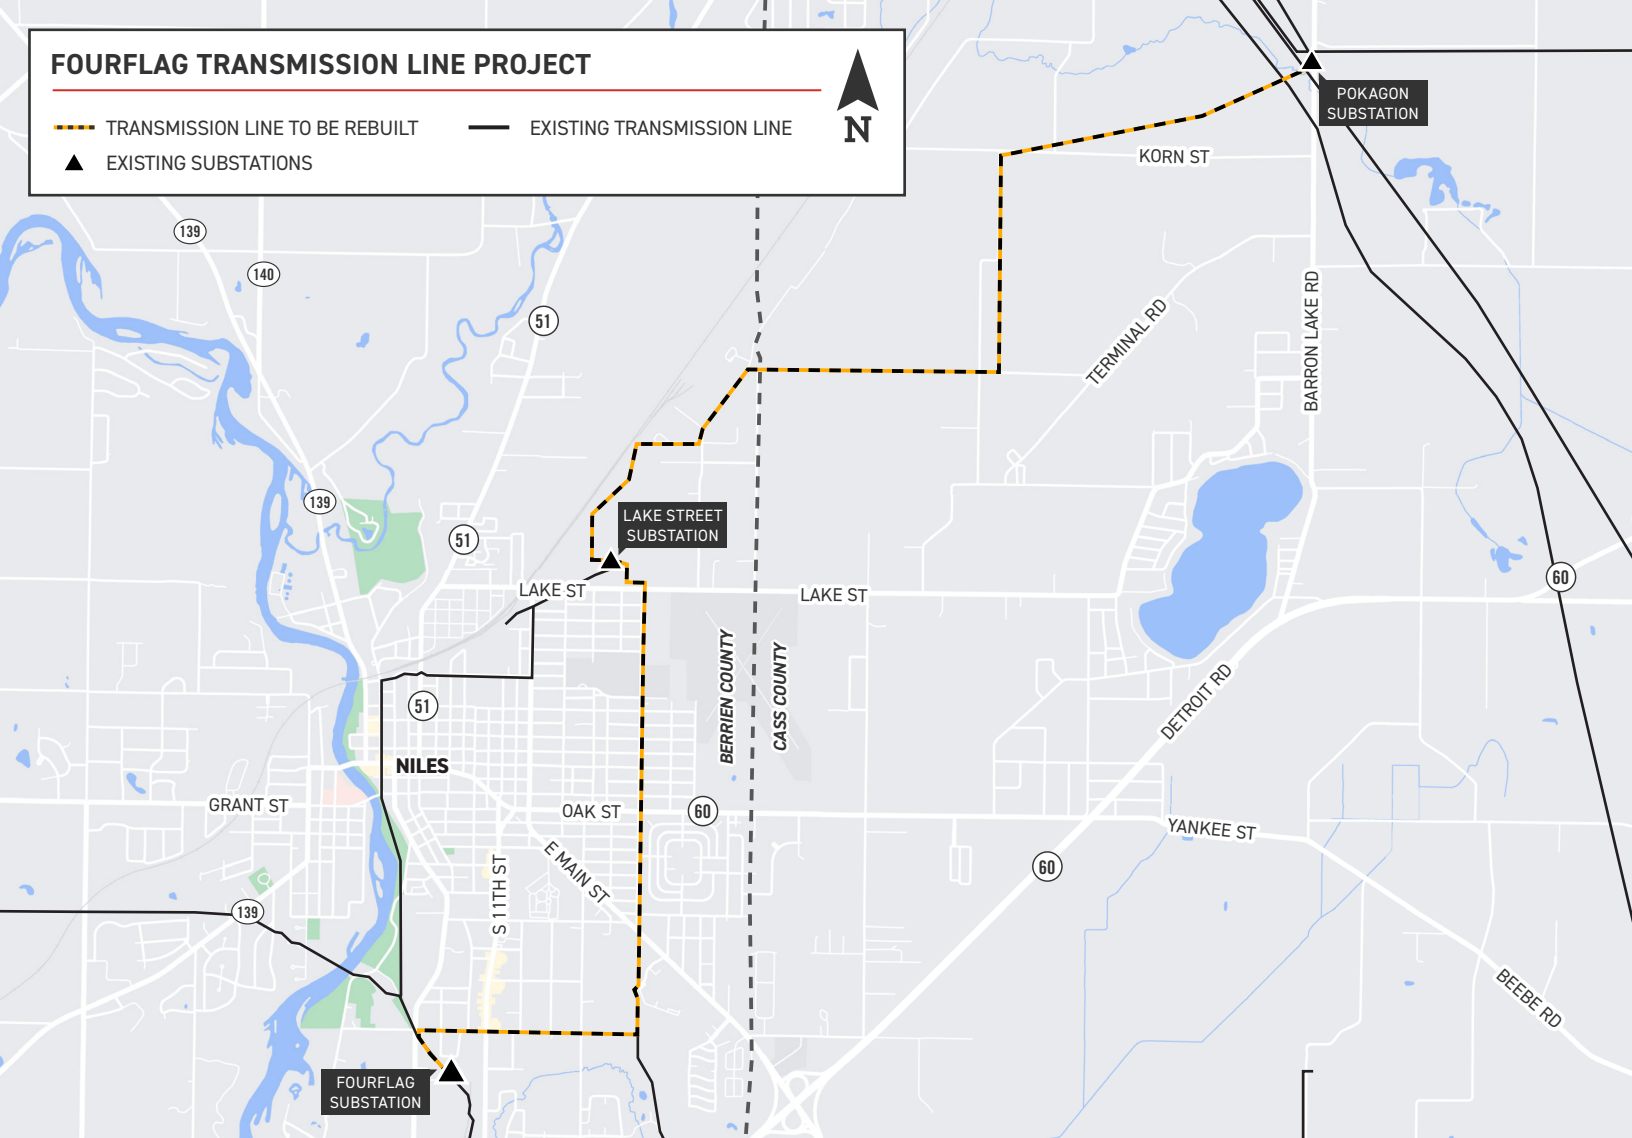 FOURFLAG TRANSMISSION LINE PROJECT
TRANSMISSION LINE TO BE REBUILT
EXISTING TRANSMISSION LINE
EXISTING SUBSTATIONS
N
POKAGON
SUBSTATION
KORN ST
139
140
51
TERMINAL RD
BARRON LAKE RD
139
51
LAKE STREET
SUBSTATION
LAKE ST
LAKE ST
60
BERRIEN COUNTY
CASS COUNTY
DETROIT RD
51
NILES
GRANT ST
OAK ST
60
YANKEE ST
60
E MAIN ST
S 11TH ST
139
BEEBE RD
FOURFLAG
SUBSTATION